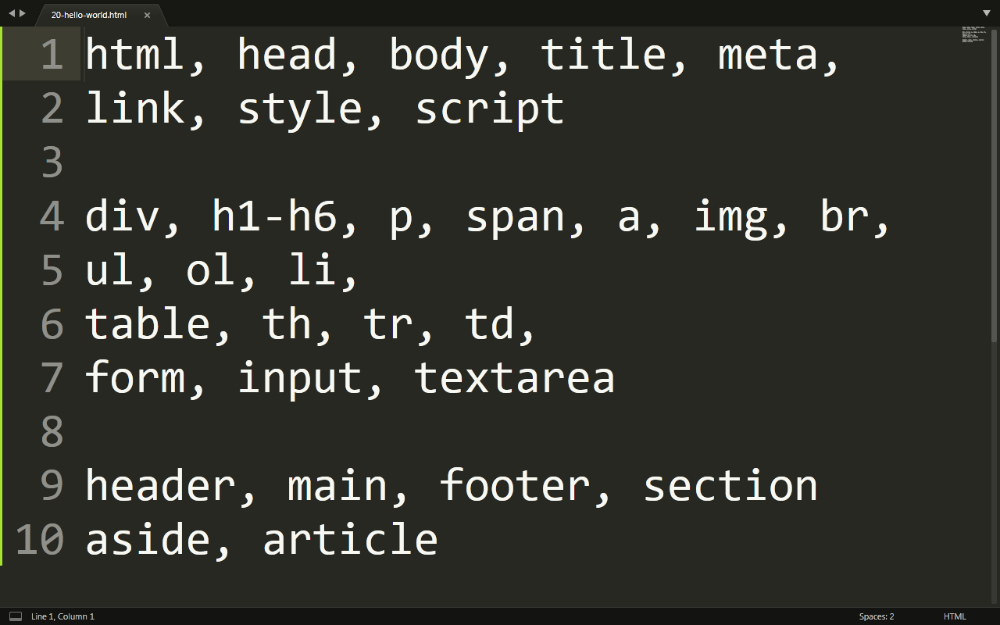 20-hello-world.html ×
1 html, head, body, title, meta,
2 link, style, script
3
4 div, h1-h6, p, span, a, img, br,
5 ul, ol, li,
6 table, th, tr, td,
7 form, input, textarea
8
9 header, main, footer, section
10 aside, article
Line 1, Column 1 Spaces: 2 HTML